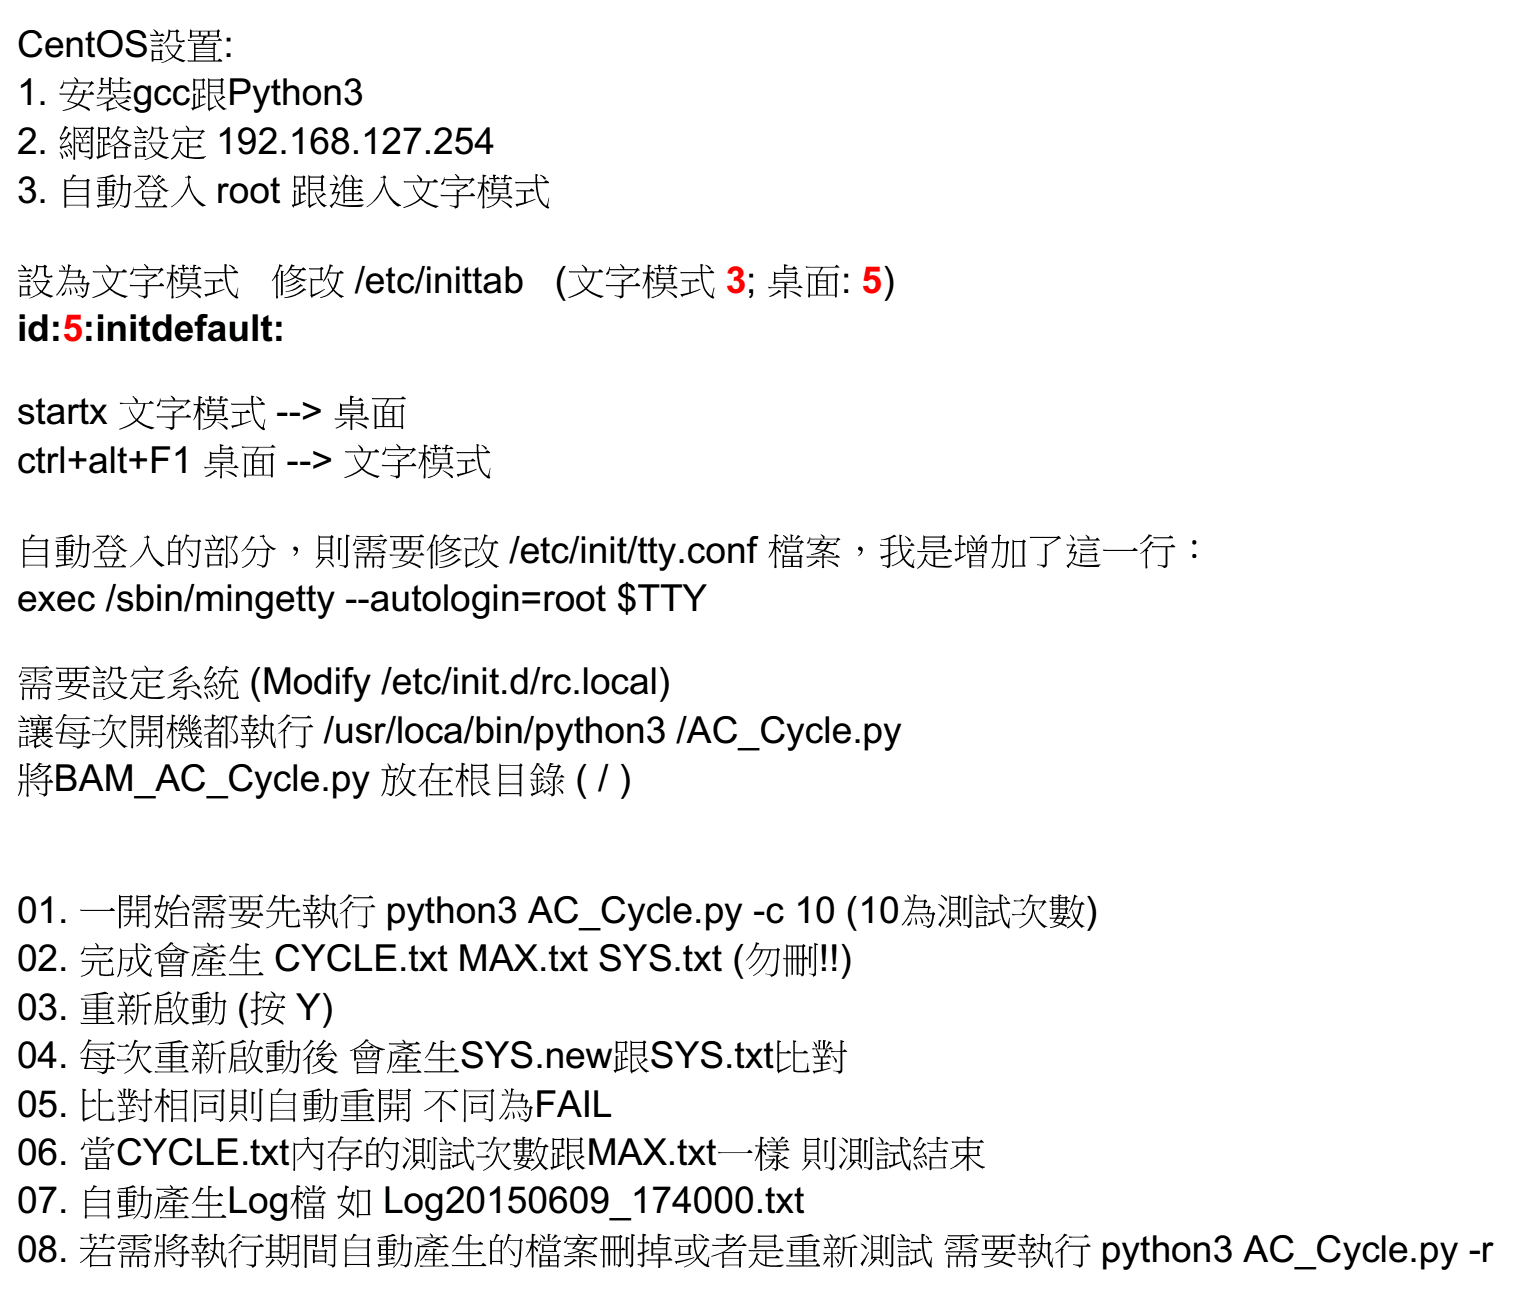 CentOS設置:
1. 安裝gcc跟Python3
2. 網路設定 192.168.127.254
3. 自動登入 root 跟進入文字模式
設為文字模式 修改 /etc/inittab (文字模式 3; 桌面: 5)
id:5:initdefault:
startx 文字模式 --> 桌面
ctrl+alt+F1 桌面 --> 文字模式
自動登入的部分，則需要修改 /etc/init/tty.conf 檔案，我是增加了這一行：
exec /sbin/mingetty --autologin=root $TTY
需要設定系統 (Modify /etc/init.d/rc.local)
讓每次開機都執行 /usr/loca/bin/python3 /AC_Cycle.py
將BAM_AC_Cycle.py 放在根目錄 ( / )
01. 一開始需要先執行 python3 AC_Cycle.py -c 10 (10為測試次數)
02. 完成會產生 CYCLE.txt MAX.txt SYS.txt (勿刪!!)
03. 重新啟動 (按 Y)
04. 每次重新啟動後 會產生SYS.new跟SYS.txt比對
05. 比對相同則自動重開 不同為FAIL
06. 當CYCLE.txt內存的測試次數跟MAX.txt一樣 則測試結束
07. 自動產生Log檔 如 Log20150609_174000.txt
08. 若需將執行期間自動產生的檔案刪掉或者是重新測試 需要執行 python3 AC_Cycle.py -r